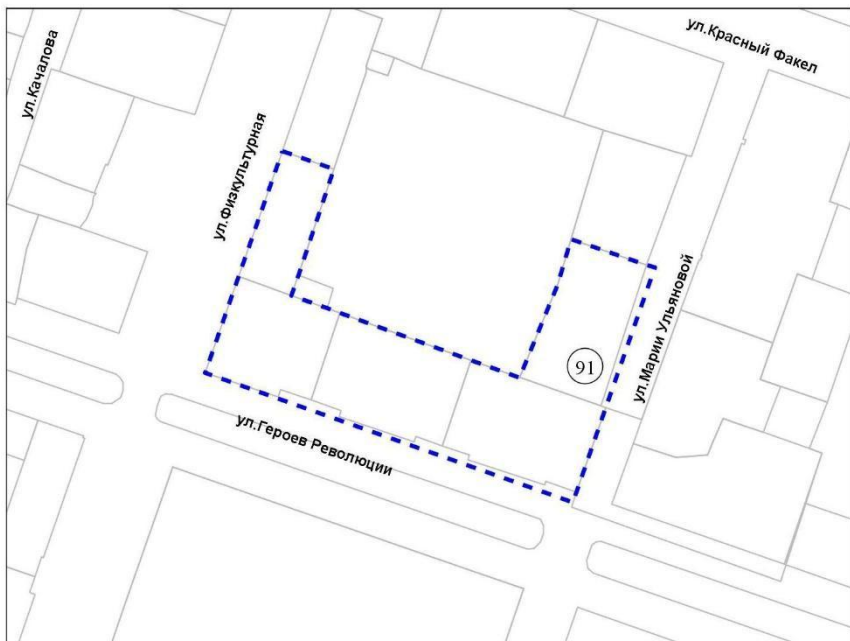 ул.Красный Факел
ул.Качалова
ул.Физкультурная
ул.Марии Ульяновой
91
ул.Героев Революции